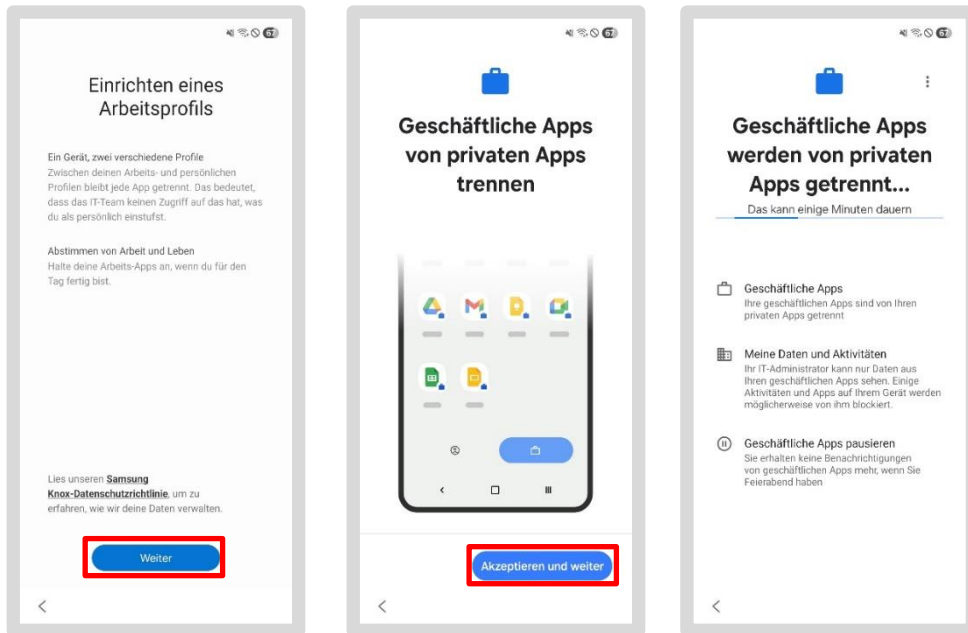 Einrichten eines
Arbeitsprofils
Ein Gerät, zwei verschiedene Profile
Zwischen deinen Arbeits- und persönlichen
Profilen bleibt jede App getrennt. Das bedeutet,
dass das IT-Team keinen Zugriff auf das hat, was
du als persönlich einstufst.
Abstimmen von Arbeit und Leben
Halte deine Arbeits-Apps an, wenn du für den
Tag fertig bist.
Lies unseren Samsung
Knox-Datenschutzrichtlinie, um zu
erfahren, wie wir deine Daten verwalten.
Weiter
Geschäftliche Apps
von privaten Apps
trennen
Akzeptieren und weiter
Geschäftliche Apps
werden von privaten
Apps getrennt...
Das kann einige Minuten dauern
Geschäftliche Apps
Ihre geschäftlichen Apps sind von Ihren
privaten Apps getrennt
Meine Daten und Aktivitäten
Ihr IT-Administrator kann nur Daten aus
Ihren geschäftlichen Apps sehen. Einige
Aktivitäten und Apps auf Ihrem Gerät werden
möglicherweise von ihm blockiert.
Geschäftliche Apps pausieren
Sie erhalten keine Benachrichtigungen
von geschäftlichen Apps mehr, wenn Sie
Feierabend haben